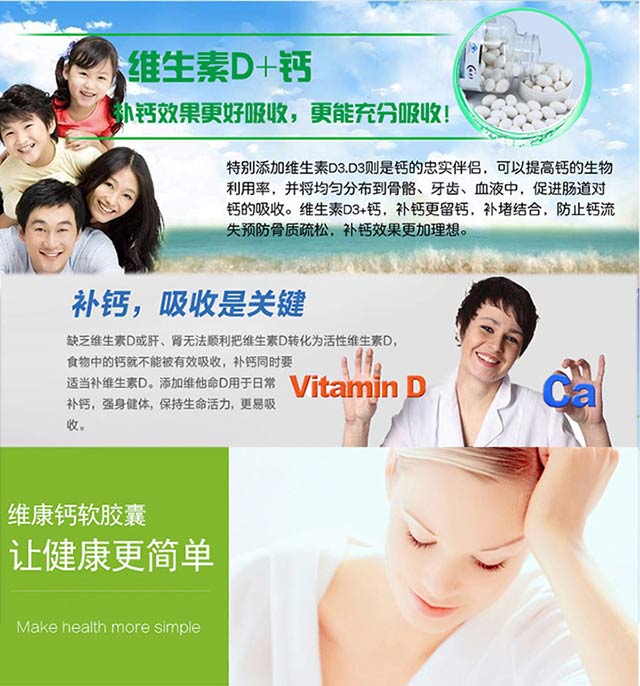 维生素D+钙
补钙效果更好吸收，更能充分吸收！
特别添加维生素D3.D3则是钙的忠实伴侣，可以提高钙的生物
利用率，并将均匀分布到骨骼、牙齿、血液中，促进肠道对
钙的吸收。维生素D3+钙，补钙更留钙，补堵结合，防止钙流
失预防骨质疏松，补钙效果更加理想。
补钙，吸收是关键
缺乏维生素D或肝、肾无法顺利把维生素D转化为活性维生素D，
食物中的钙就不能被有效吸收，补钙同时要
适当补维生素D。添加维他命D用于日常
补钙，强身健体，保持生命活力，更易吸
收。
Vitamin D
Ca
维康钙软胶囊
让健康更简单
Make health more simple